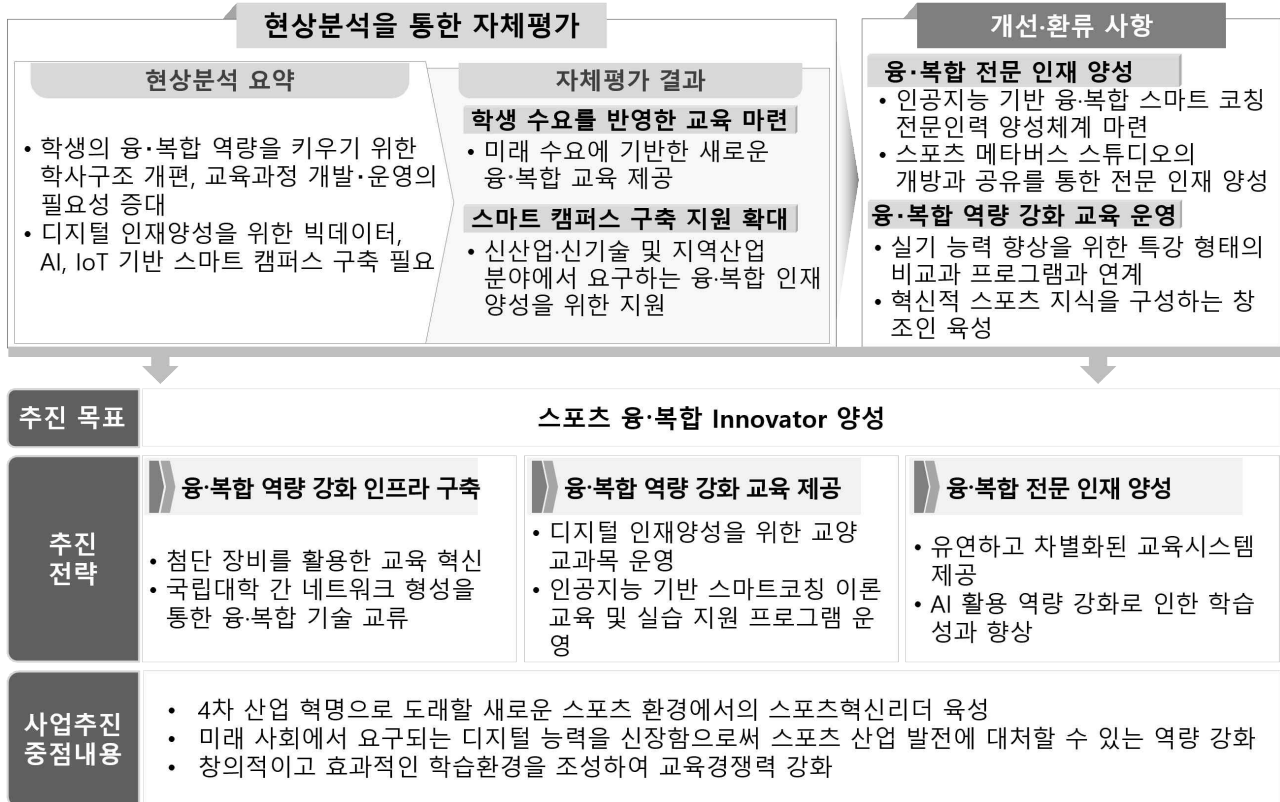 현상분석을 통한 자체평가
현상분석 요약
• 학생의 융·복합 역량을 키우기 위한
학사구조 개편, 교육과정 개발·운영의
필요성 증대
• 디지털 인재양성을 위한 빅데이터,
AI, IoT 기반 스마트 캠퍼스 구축 필요
자체평가 결과
학생 수요를 반영한 교육 마련
• 미래 수요에 기반한 새로운
융·복합 교육 제공
스마트 캠퍼스 구축 지원 확대
• 신산업·신기술 및 지역산업
분야에서 요구하는 융·복합 인재
양성을 위한 지원
개선·환류 사항
융·복합 전문 인재 양성
• 인공지능 기반 융·복합 스마트 코칭
전문인력 양성체계 마련
• 스포츠 메타버스 스튜디오의
개방과 공유를 통한 전문 인재 양성
융·복합 역량 강화 교육 운영
• 실기 능력 향상을 위한 특강 형태의
비교과 프로그램과 연계
• 혁신적 스포츠 지식을 구성하는 창
조인 육성
추진 목표
스포츠 융·복합 Innovator 양성
추진
전략
융·복합 역량 강화 인프라 구축
• 첨단 장비를 활용한 교육 혁신
• 국립대학 간 네트워크 형성을
통한 융·복합 기술 교류
융·복합 역량 강화 교육 제공
• 디지털 인재양성을 위한 교양
교과목 운영
• 인공지능 기반 스마트코칭 이론
교육 및 실습 지원 프로그램 운
영
융·복합 전문 인재 양성
• 유연하고 차별화된 교육시스템
제공
• AI 활용 역량 강화로 인한 학습
성과 향상
사업추진
중점내용
• 4차 산업 혁명으로 도래할 새로운 스포츠 환경에서의 스포츠혁신리더 육성
• 미래 사회에서 요구되는 디지털 능력을 신장함으로써 스포츠 산업 발전에 대처할 수 있는 역량 강화
• 창의적이고 효과적인 학습환경을 조성하여 교육경쟁력 강화